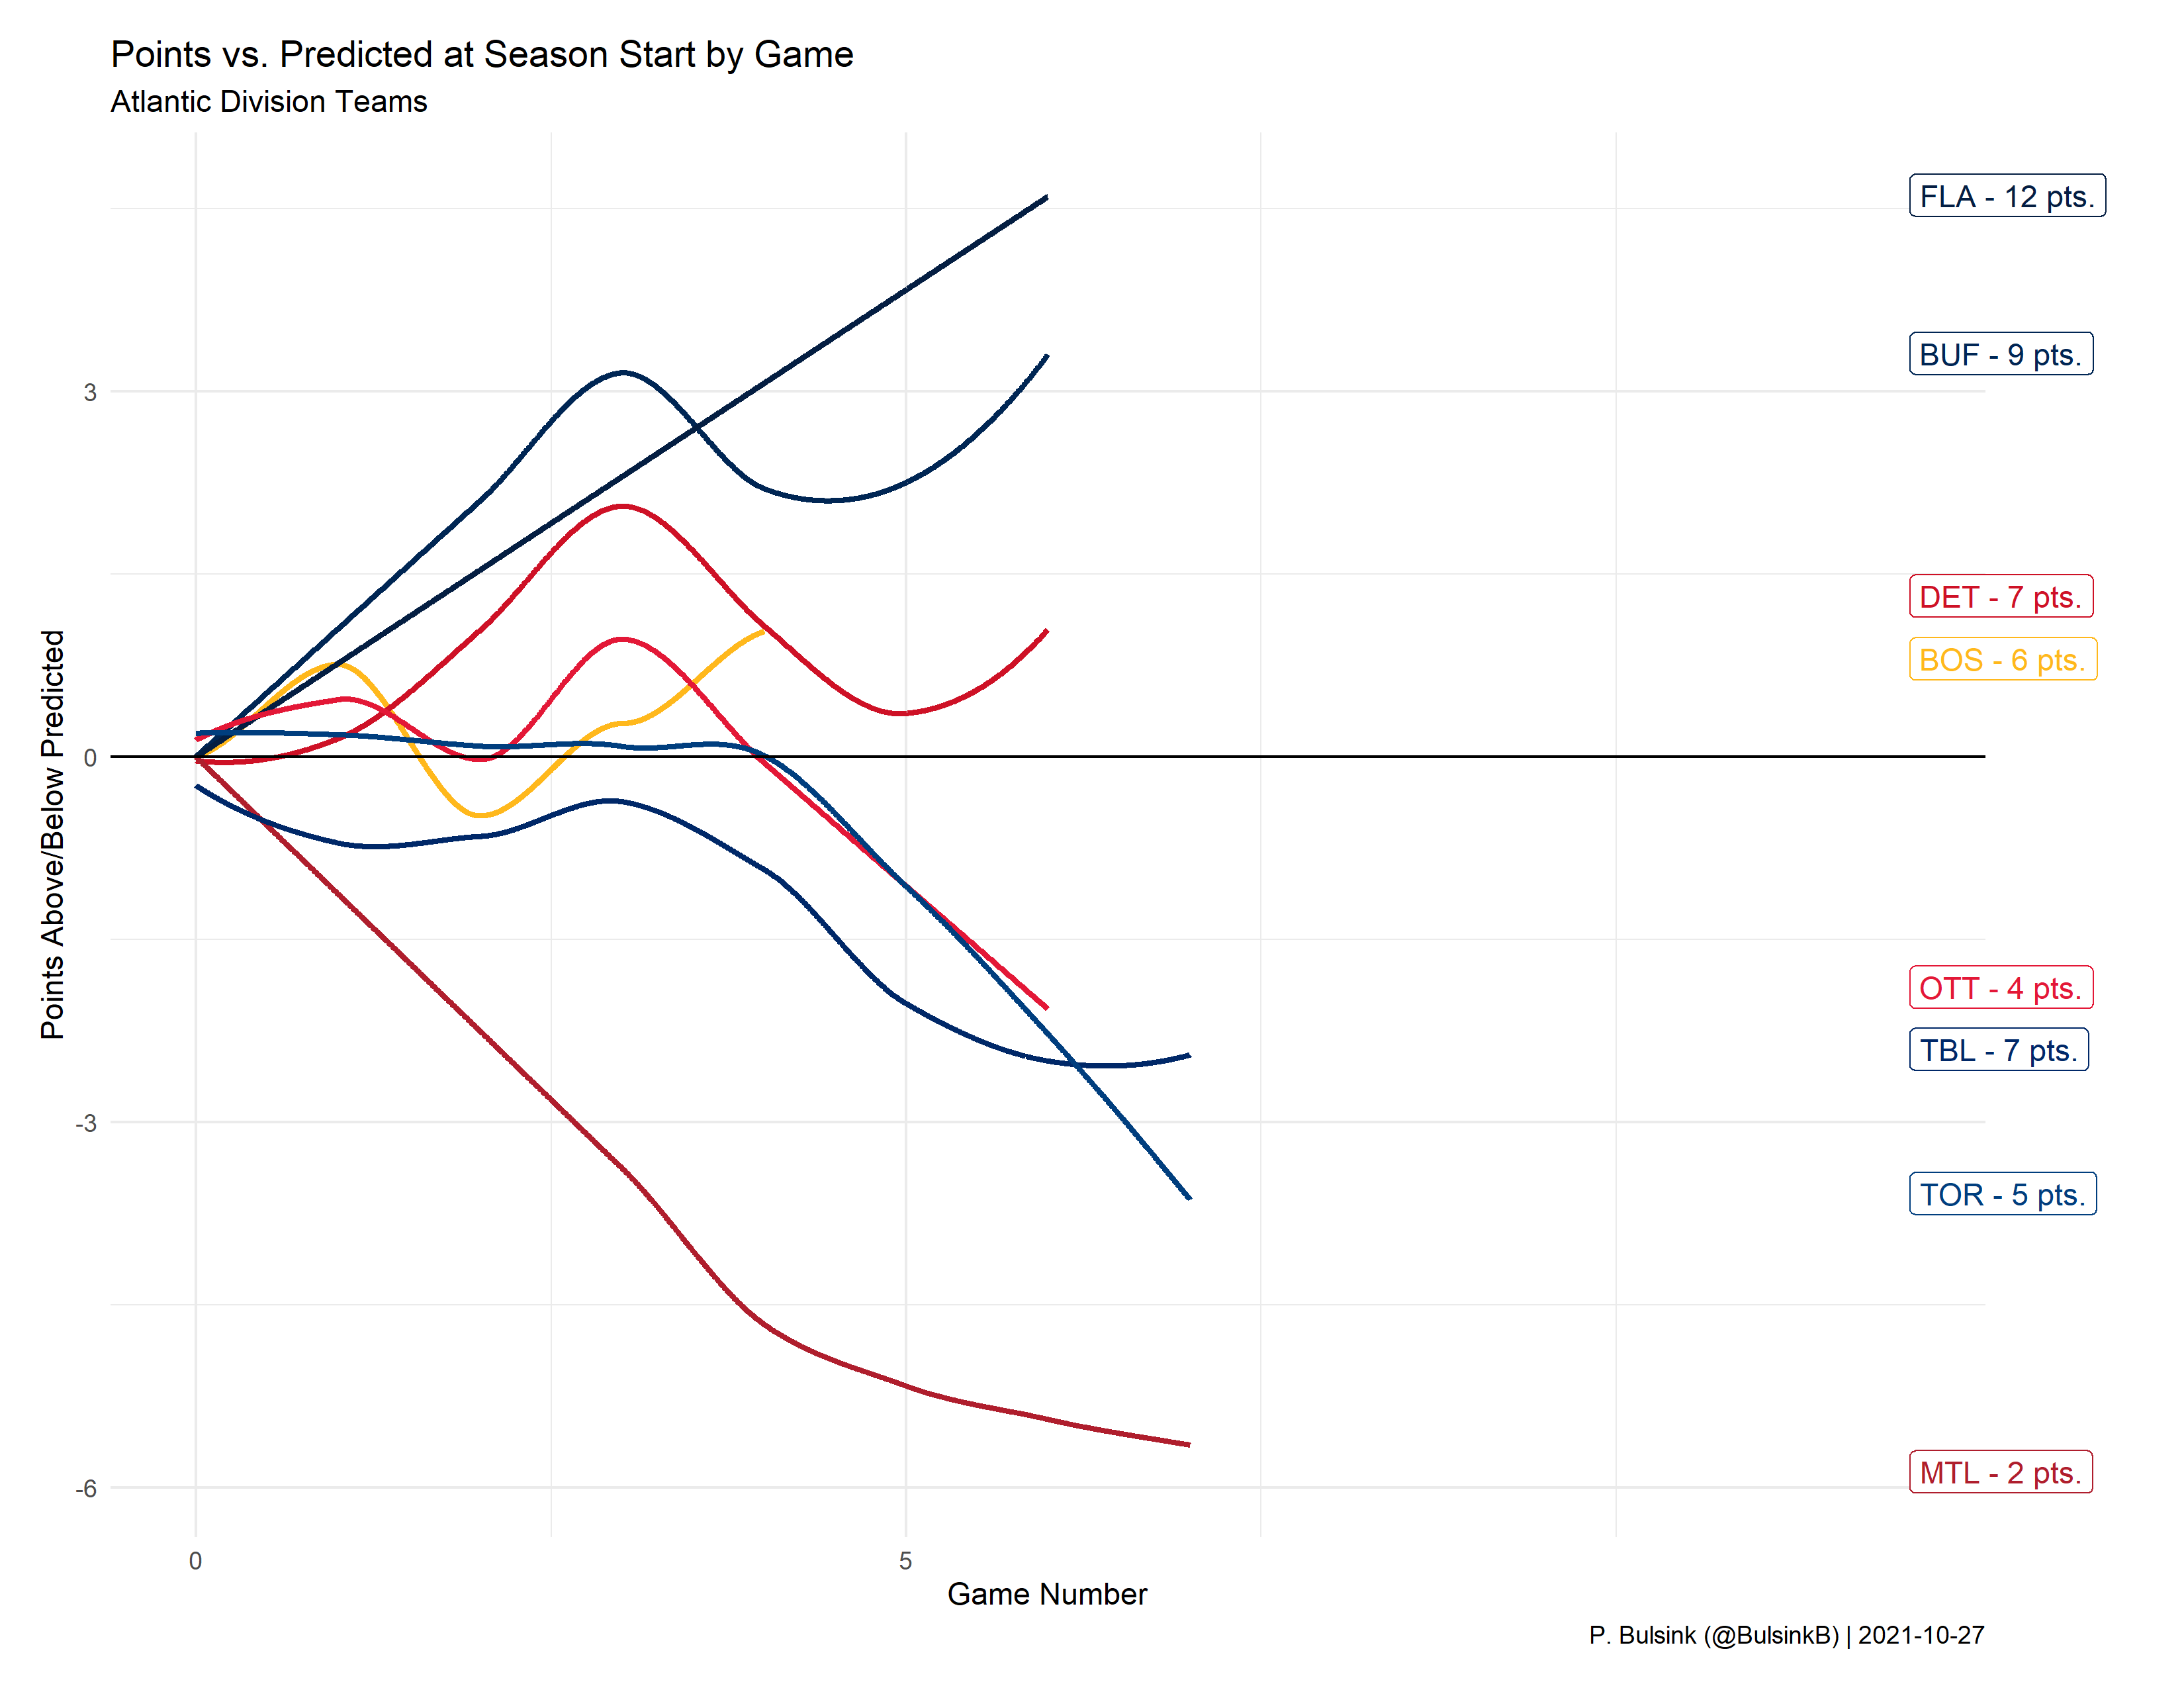 Points vs. Predicted at Season Start by Game
Atlantic Division Teams
Points Above/Below Predicted
3
0
-3
-6
0
5
Game Number
FLA - 12 pts.
BUF - 9 pts.
DET - 7 pts.
BOS - 6 pts.
OTT - 4 pts.
TBL - 7 pts.
TOR - 5 pts.
MTL - 2 pts.
P. Bulsink (@BulsinkB) | 2021-10-27